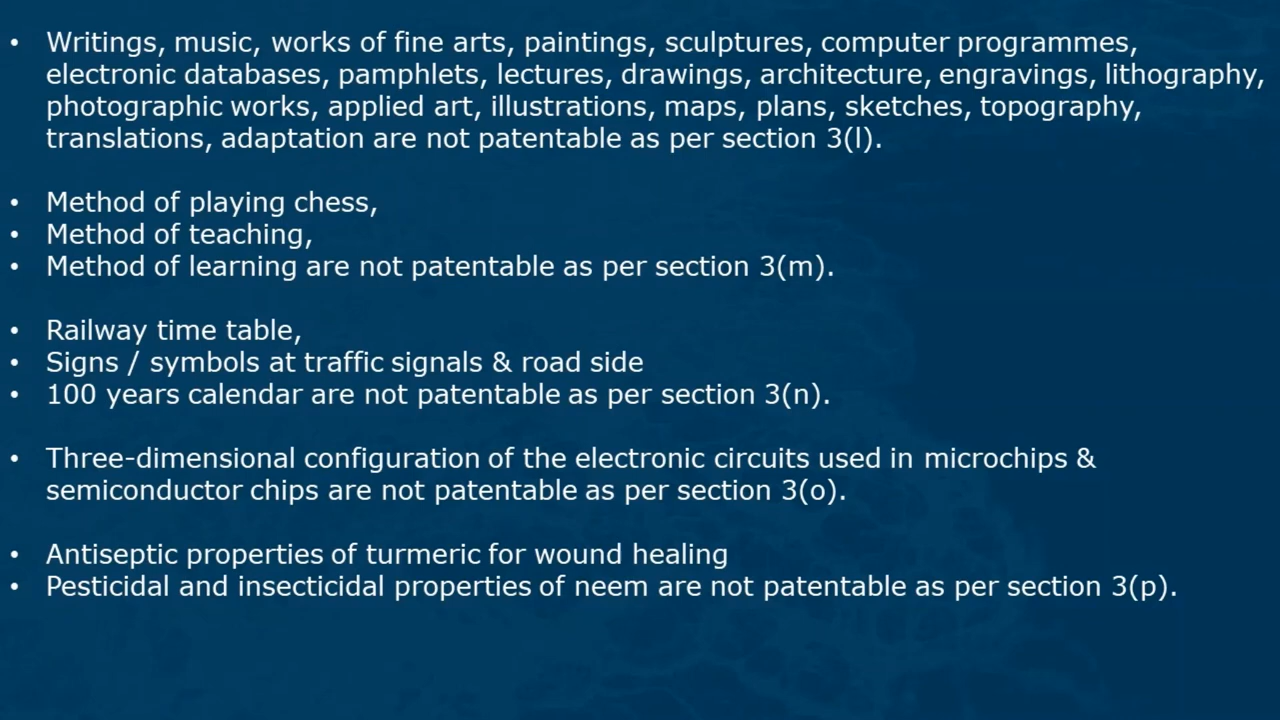 • Writings, music, works of fine arts, paintings, sculptures, computer programmes,
electronic databases, pamphlets, lectures, drawings, architecture, engravings, lithography,
photographic works, applied art, illustrations, maps, plans, sketches, topography,
translations, adaptation are not patentable as per section 3(l).
• Method of playing chess,
• Method of teaching,
• Method of learning are not patentable as per section 3(m).
• Railway time table,
• Signs / symbols at traffic signals & road side
• 100 years calendar are not patentable as per section 3(n).
• Three-dimensional configuration of the electronic circuits used in microchips &
semiconductor chips are not patentable as per section 3(o).
• Antiseptic properties of turmeric for wound healing
• Pesticidal and insecticidal properties of neem are not patentable as per section 3(p).